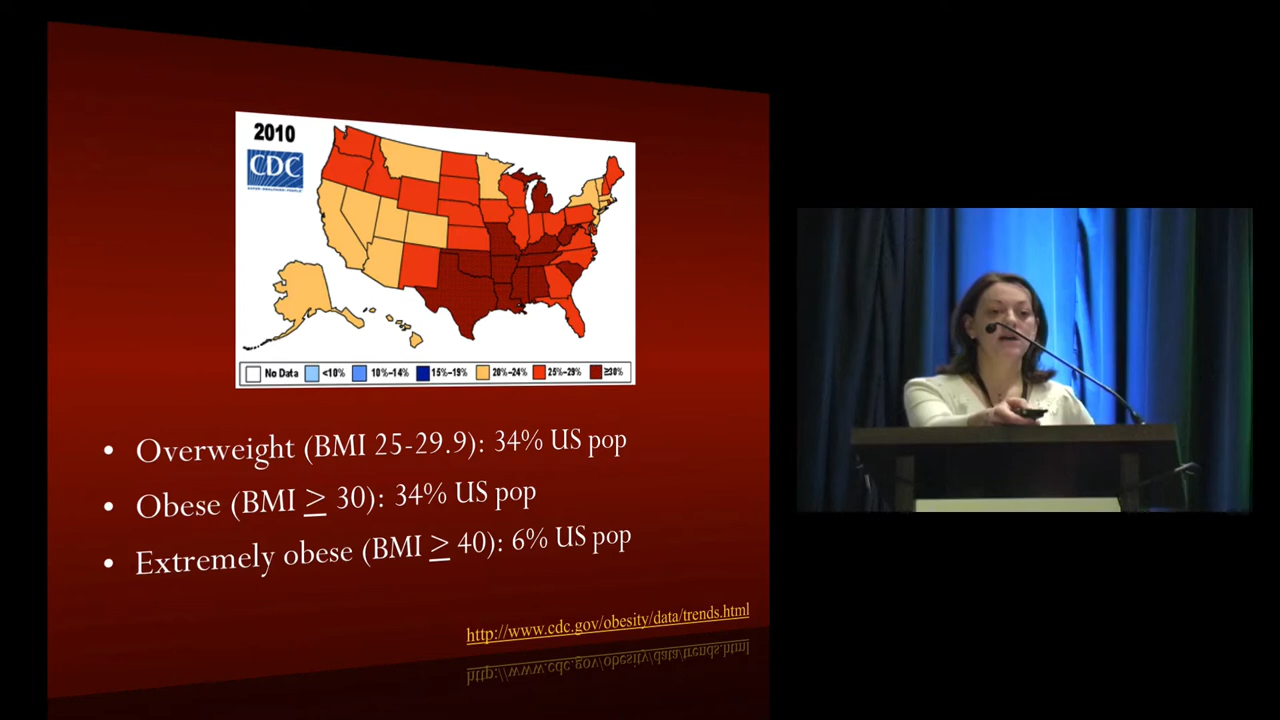 2010
CDC
No Data <10% 10%–14% 15%–19% 20%–24% 25%–29% ≥30%
• Overweight (BMI 25-29.9): 34% US pop
• Obese (BMI ≥ 30): 34% US pop
• Extremely obese (BMI ≥ 40): 6% US pop
http://www.cdc.gov/obesity/data/trends.html